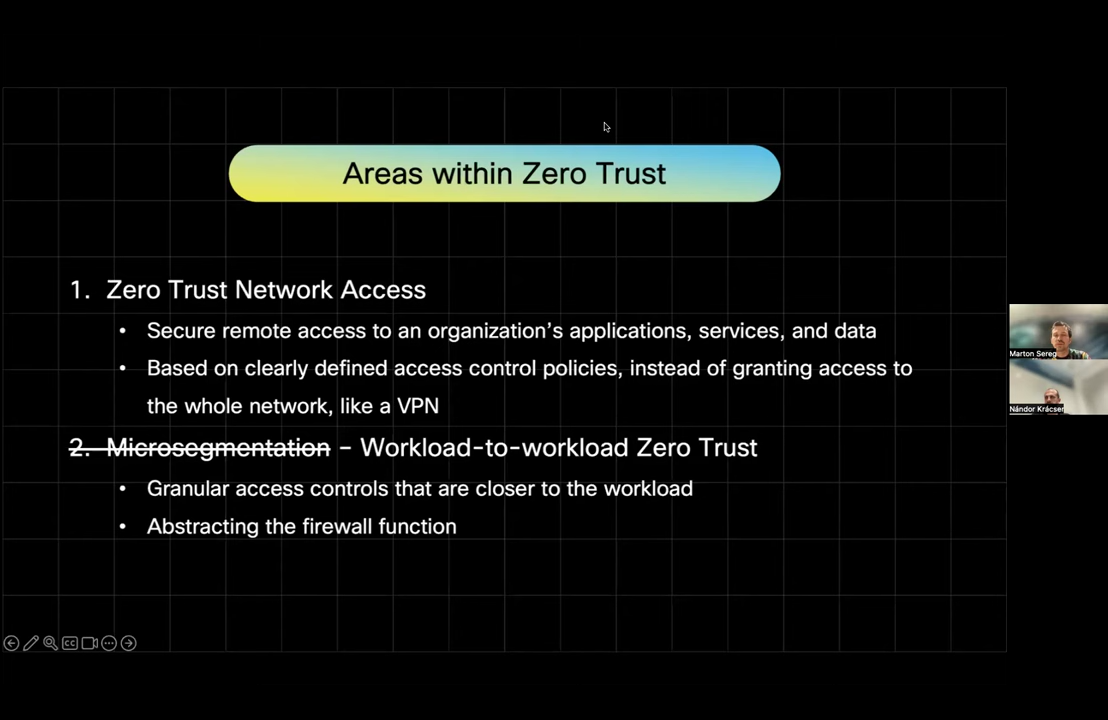 Areas within Zero Trust
1. Zero Trust Network Access
• Secure remote access to an organization's applications, services, and data
• Based on clearly defined access control policies, instead of granting access to
the whole network, like a VPN
2. Microsegmentation – Workload-to-workload Zero Trust
• Granular access controls that are closer to the workload
• Abstracting the firewall function
Marton Sereg
Nándor Krácser
CC